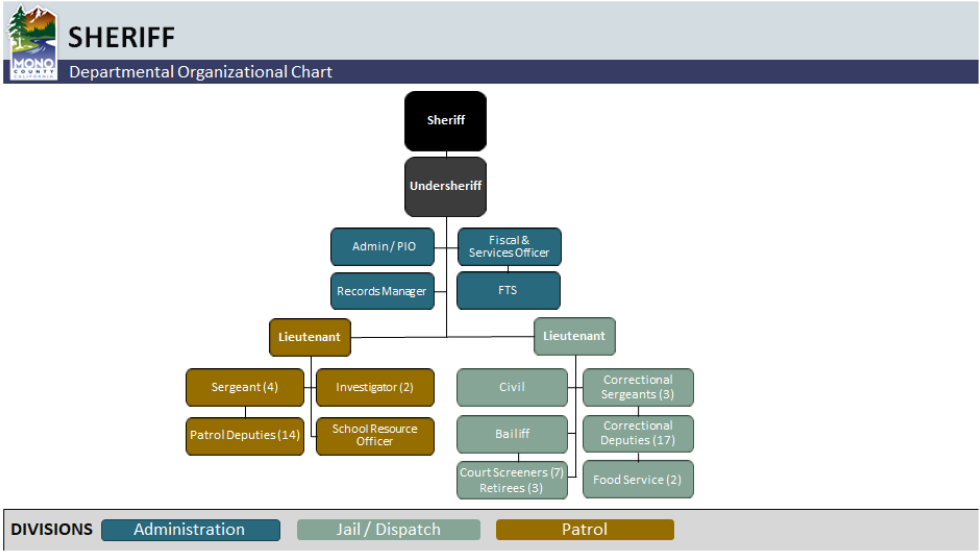 MONO
COUNTY
CALIFORNIA
SHERIFF
Departmental Organizational Chart
Sheriff
Undersheriff
Admin / PIO
Fiscal &
Services Officer
Records Manager
FTS
Lieutenant
Lieutenant
Sergeant (4)
Investigator (2)
Patrol Deputies (14)
School Resource
Officer
Civil
Correctional
Sergeants (3)
Bailiff
Correctional
Deputies (17)
Court Screeners (7)
Retirees (3)
Food Service (2)
DIVISIONS
Administration
Jail / Dispatch
Patrol